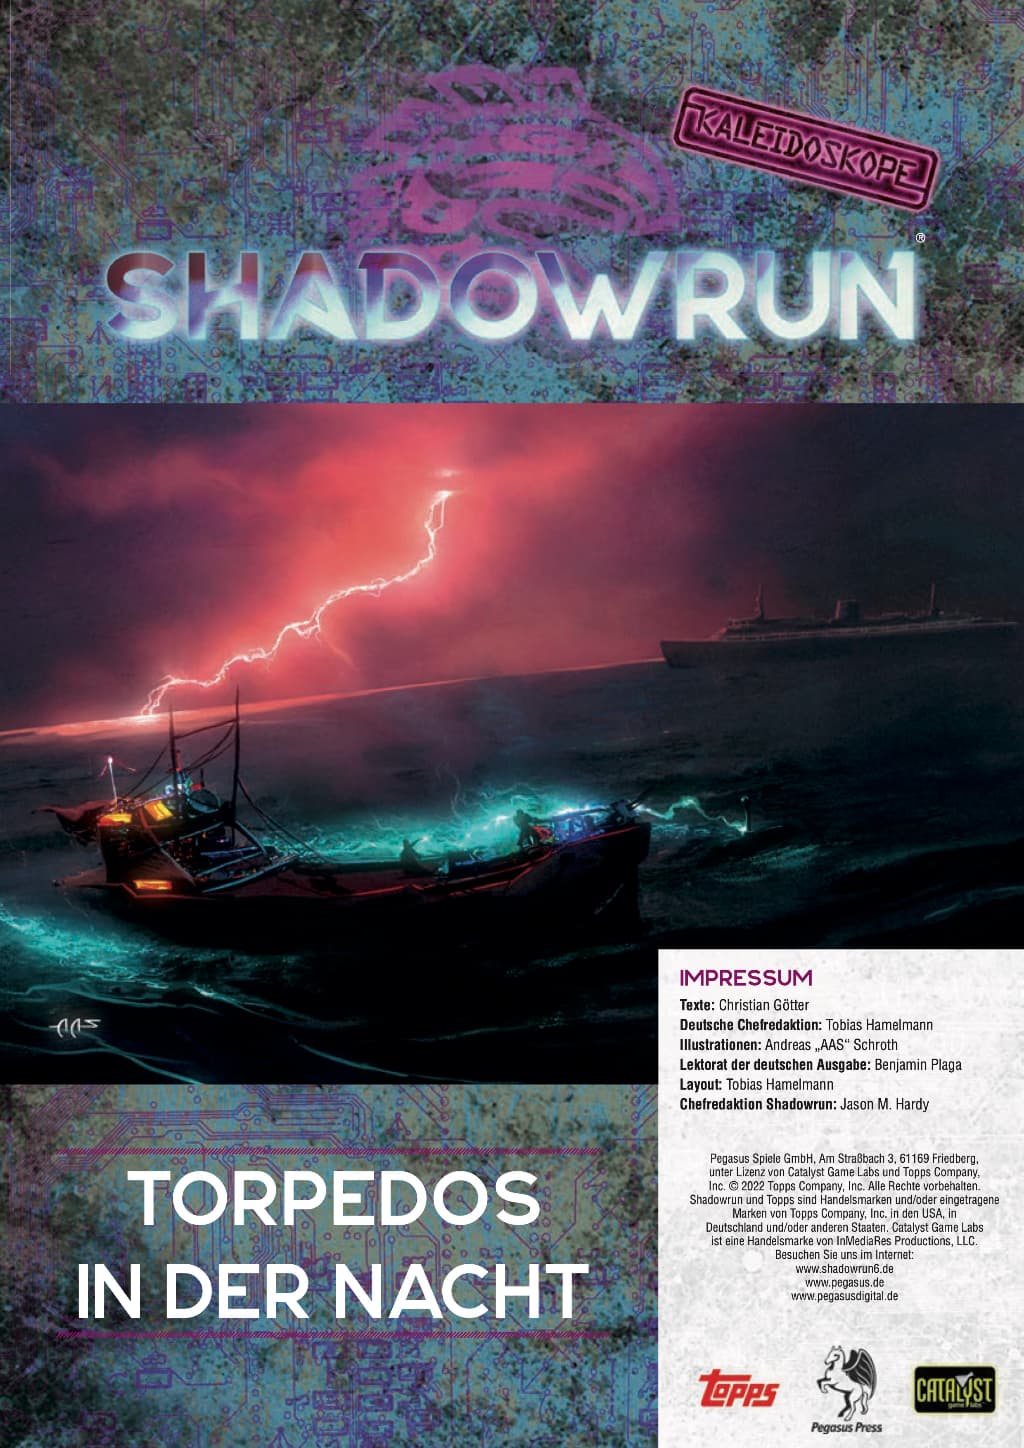 KALEIDOSKOPE
SHADOWRUN®
AAS
IMPRESSUM
Texte: Christian Götter
Deutsche Chefredaktion: Tobias Hamelmann
Illustrationen: Andreas „AAS“ Schroth
Lektorat der deutschen Ausgabe: Benjamin Plaga
Layout: Tobias Hamelmann
Chefredaktion Shadowrun: Jason M. Hardy
Pegasus Spiele GmbH, Am Straßbach 3, 61169 Friedberg,
unter Lizenz von Catalyst Game Labs und Topps Company,
Inc. © 2022 Topps Company, Inc. Alle Rechte vorbehalten.
Shadowrun und Topps sind Handelsmarken und/oder eingetragene
Marken von Topps Company, Inc. in den USA, in
Deutschland und/oder anderen Staaten. Catalyst Game Labs
ist eine Handelsmarke von InMediaRes Productions, LLC.
Besuchen Sie uns im Internet:
www.shadowrun6.de
www.pegasus.de
www.pegasusdigital.de
TORPEDOS
IN DER NACHT
topps
Pegasus Press
CATALYST
game labs